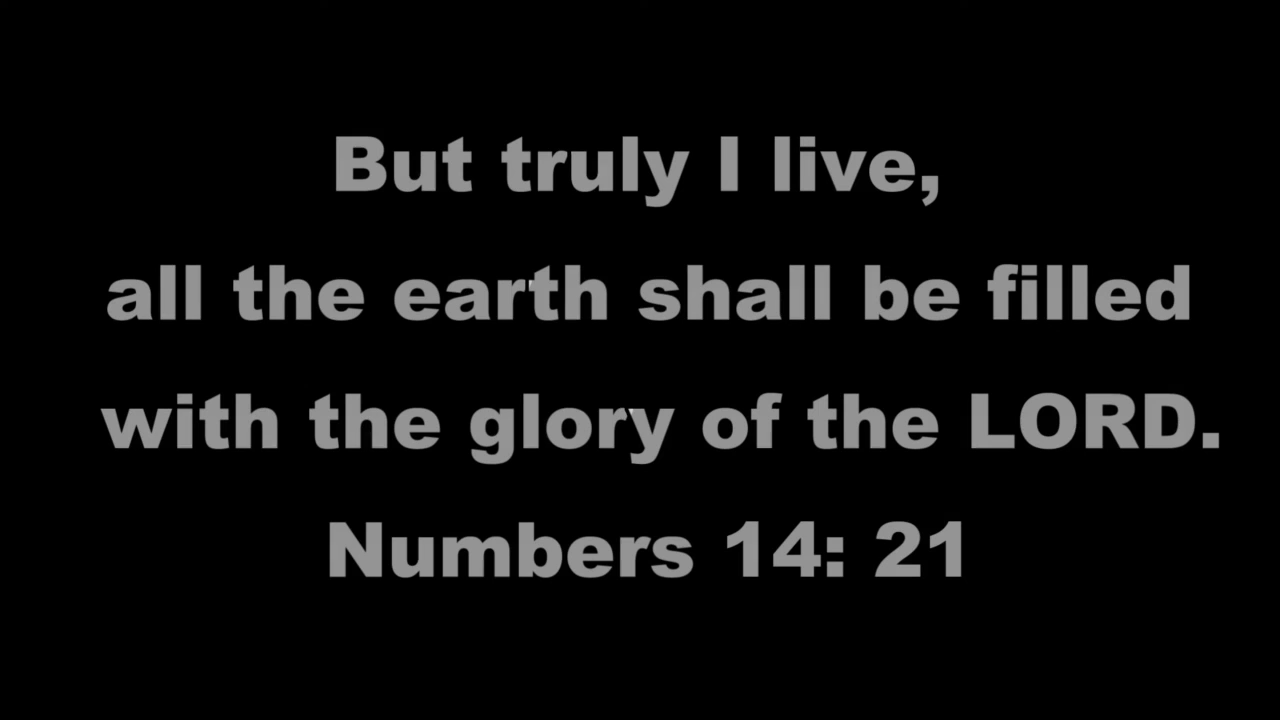 But truly I live,
all the earth shall be filled
with the glory of the LORD.
Numbers 14: 21